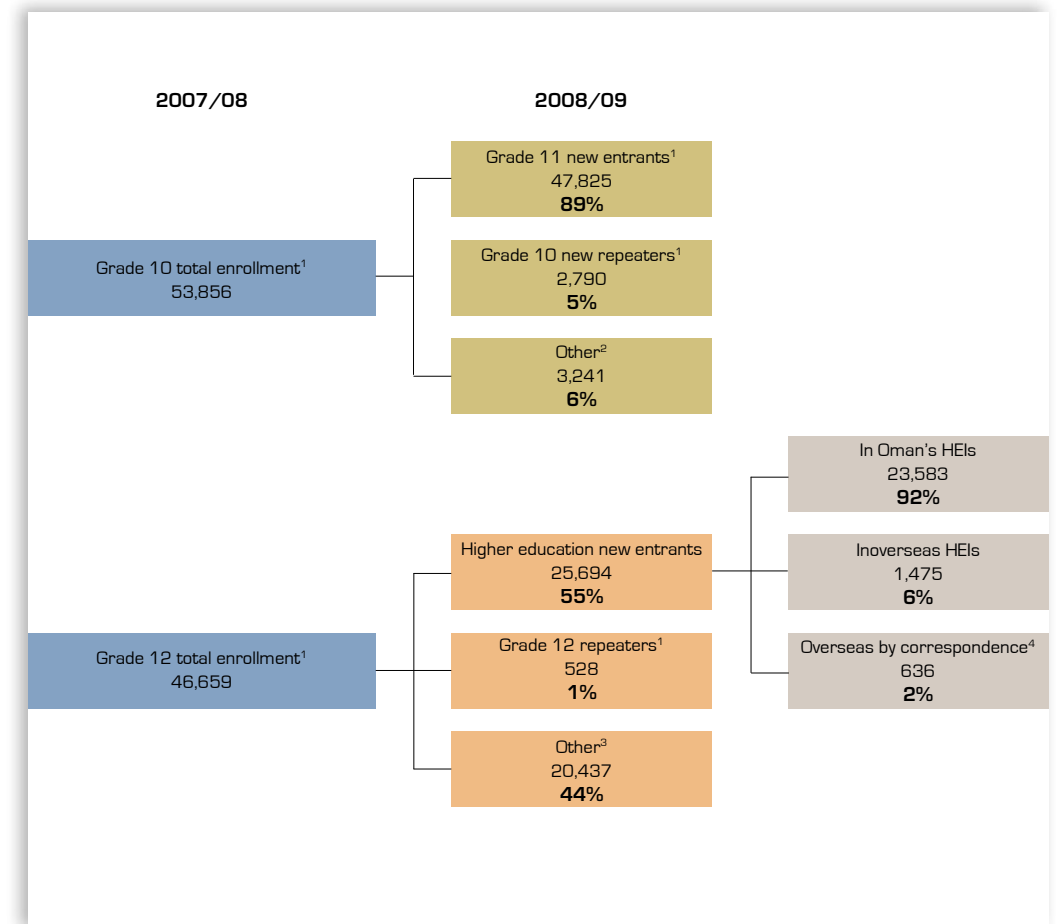 2007/08
2008/09
Grade 11 new entrants¹
47,825
89%
Grade 10 total enrollment¹
53,856
Grade 10 new repeaters¹
2,790
5%
Other²
3,241
6%
In Oman's HEIs
23,583
92%
Higher education new entrants
25,694
55%
Inoverseas HEIs
1,475
6%
Grade 12 total enrollment¹
46,659
Grade 12 repeaters¹
528
1%
Overseas by correspondence⁴
636
2%
Other³
20,437
44%